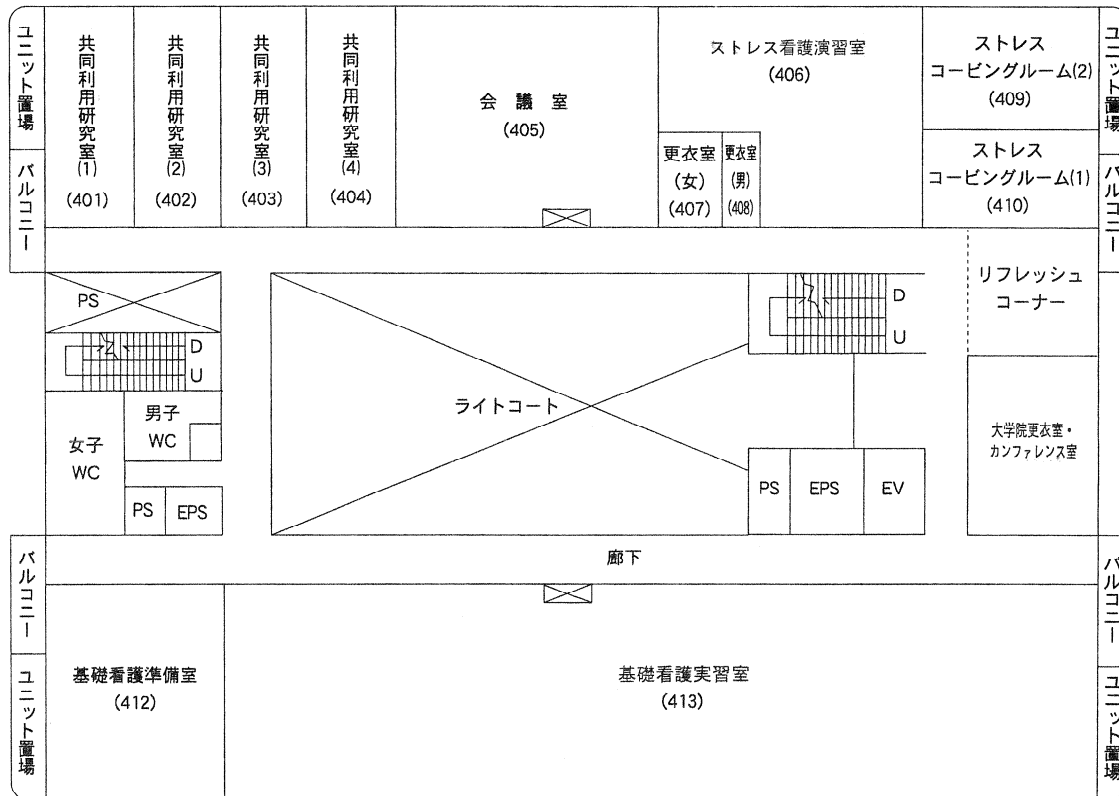 ユニット置場
バルコニー
共同利用研究室(1)
(401)
共同利用研究室(2)
(402)
共同利用研究室(3)
(403)
共同利用研究室(4)
(404)
会議室
(405)
ストレス看護演習室
(406)
更衣室
(女)
(407)
更衣室
(男)
(408)
ストレス
コーピングルーム(2)
(409)
ストレス
コーピングルーム(1)
(410)
ユニット置場
バルコニー
PS
D
U
男子
WC
女子
WC
PS
EPS
ライトコート
D
U
PS
EPS
EV
リフレッシュ
コーナー
大学院更衣室・
カンファレンス室
廊下
バルコニー
ユニット置場
基礎看護準備室
(412)
基礎看護実習室
(413)
バルコニー
ユニット置場